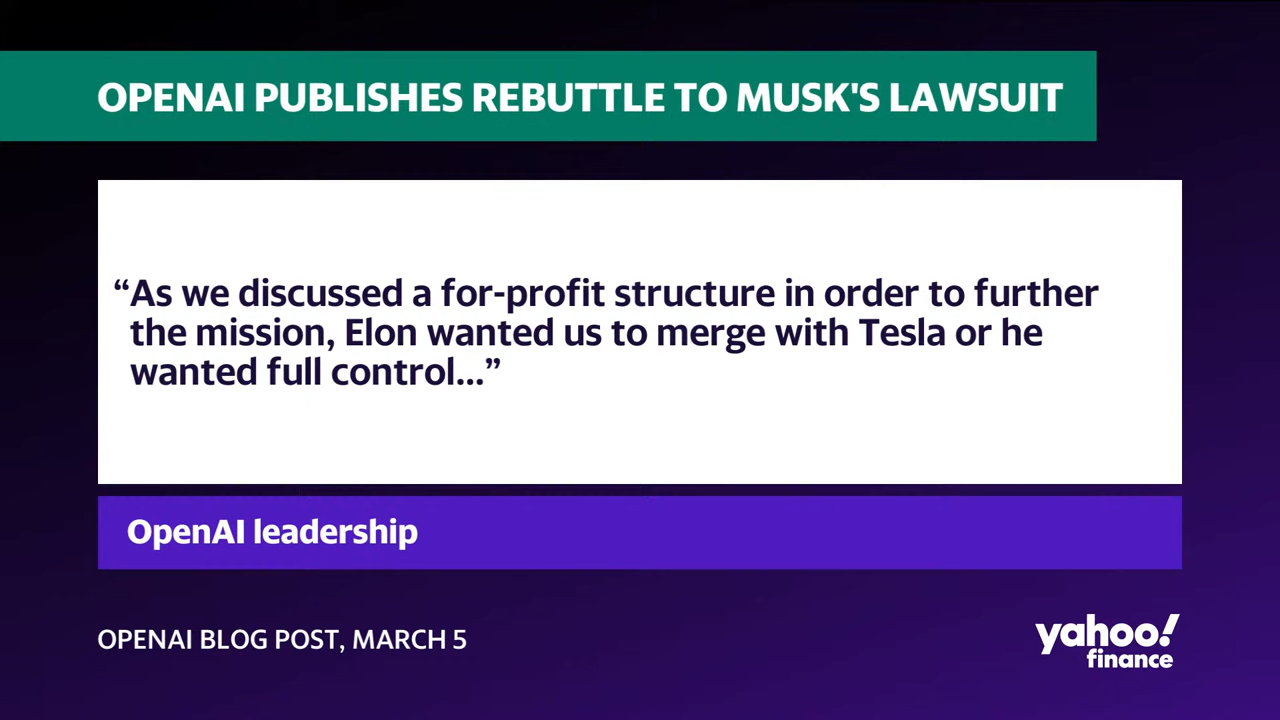 OPENAI PUBLISHES REBUTTLE TO MUSK'S LAWSUIT
“As we discussed a for-profit structure in order to further
the mission, Elon wanted us to merge with Tesla or he
wanted full control...”
OpenAI leadership
OPENAI BLOG POST, MARCH 5
yahoo!
finance